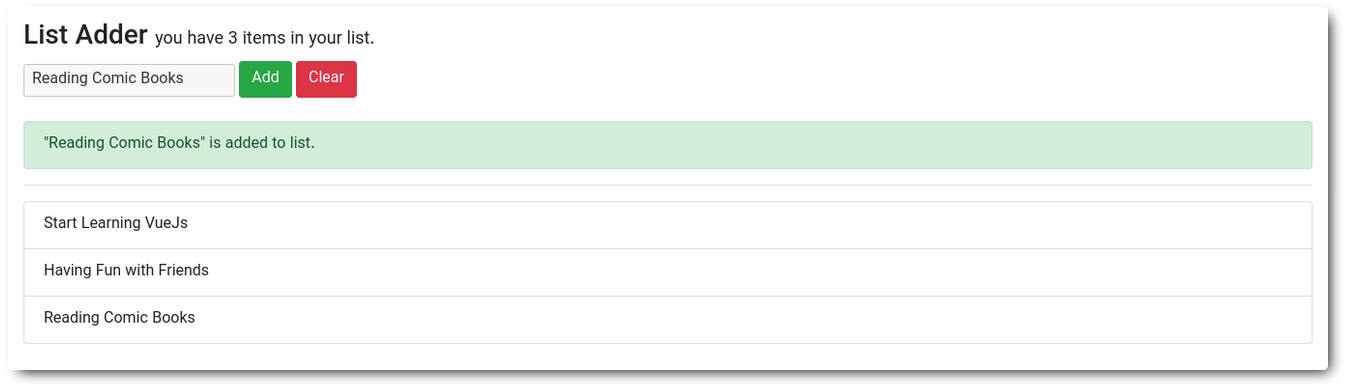 List Adder you have 3 items in your list.
Reading Comic Books Add Clear
"Reading Comic Books" is added to list.
Start Learning VueJs
Having Fun with Friends
Reading Comic Books